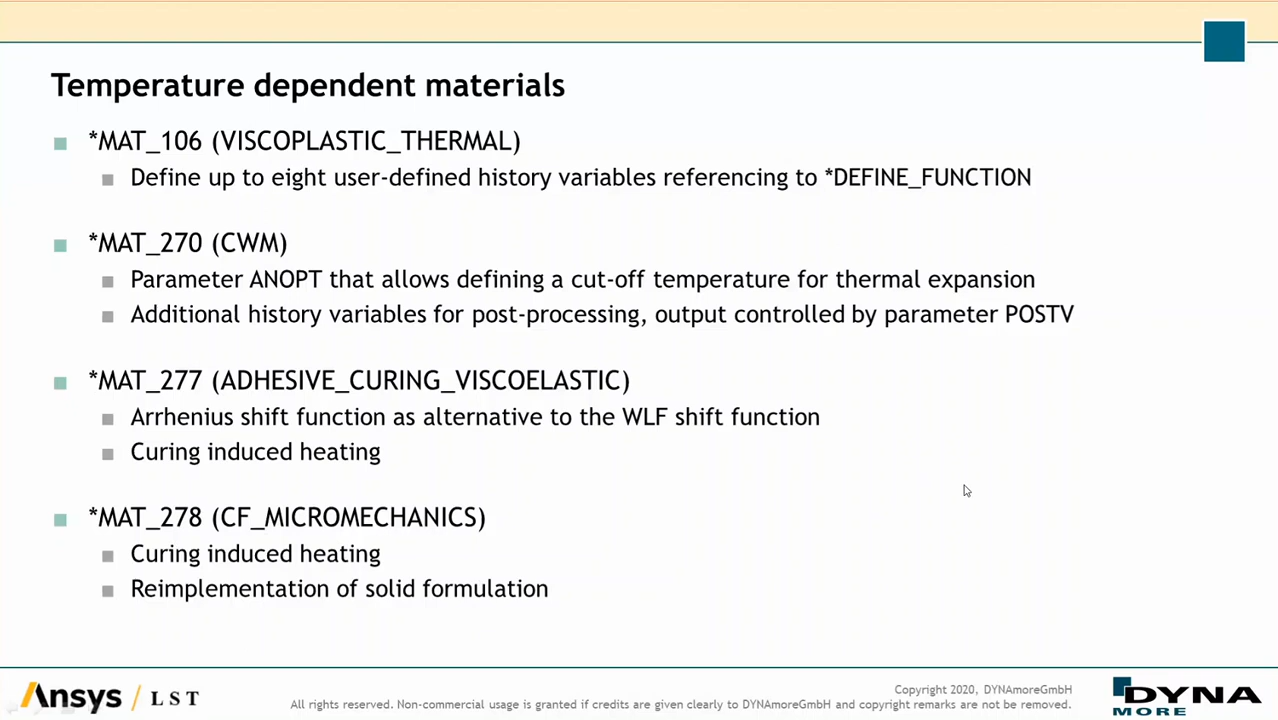 Temperature dependent materials
*MAT_106 (VISCOPLASTIC_THERMAL)
Define up to eight user-defined history variables referencing to *DEFINE_FUNCTION
*MAT_270 (CWM)
Parameter ANOPT that allows defining a cut-off temperature for thermal expansion
Additional history variables for post-processing, output controlled by parameter POSTV
*MAT_277 (ADHESIVE_CURING_VISCOELASTIC)
Arrhenius shift function as alternative to the WLF shift function
Curing induced heating
*MAT_278 (CF_MICROMECHANICS)
Curing induced heating
Reimplementation of solid formulation
Ansys / LST
Copyright 2020, DYNAmoreGmbH
All rights reserved. Non-commercial usage is granted if credits are given clearly to DYNAmoreGmbH and copyright remarks are not be removed.
DYNA
MORE